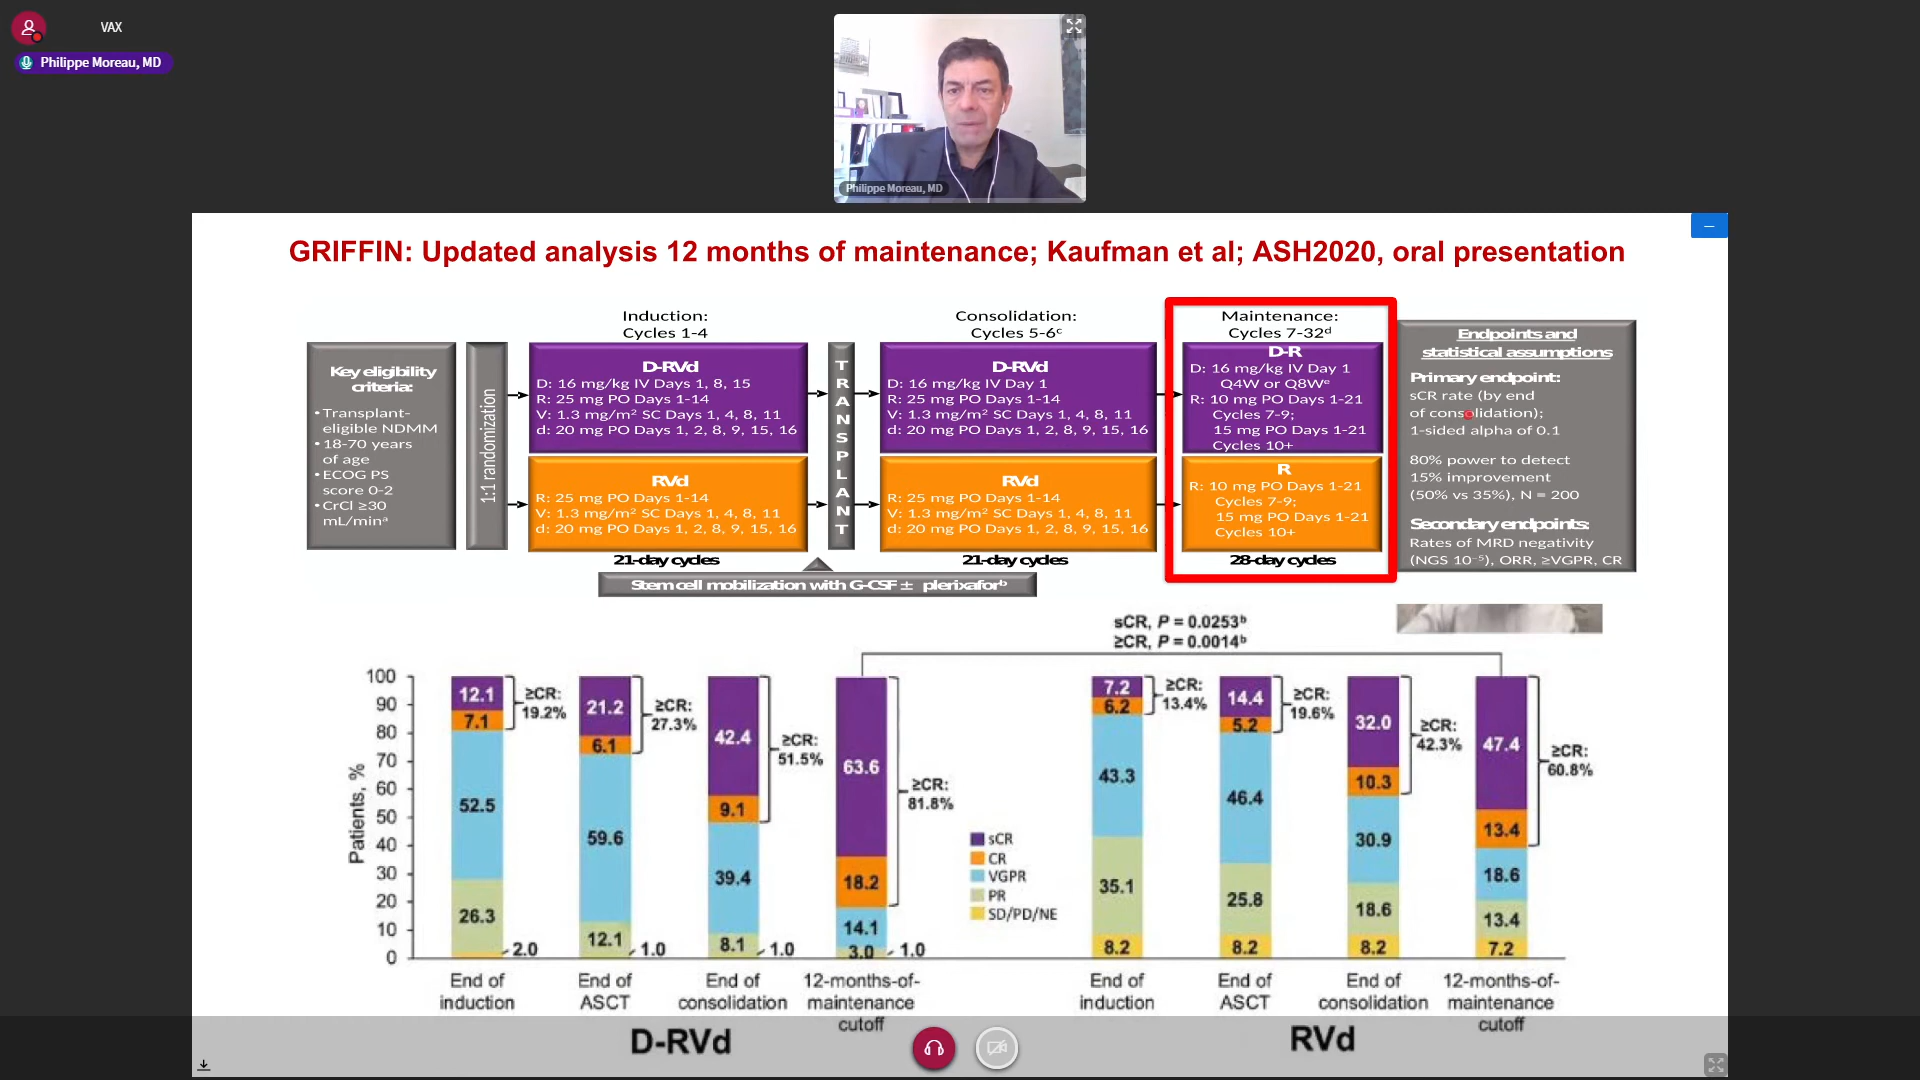 VAX
Philippe Moreau, MD
Philippe Moreau, MD
GRIFFIN: Updated analysis 12 months of maintenance; Kaufman et al; ASH2020, oral presentation
Key eligibility
criteria:
•Transplant-
eligible NDMM
•18-70 years
of age
•ECOG PS
score 0-2
•CrCl ≥30
mL/minᵃ
1:1 randomization
Induction:
Cycles 1-4
D-RVd
D: 16 mg/kg IV Days 1, 8, 15
R: 25 mg PO Days 1-14
V: 1.3 mg/m² SC Days 1, 4, 8, 11
d: 20 mg PO Days 1, 2, 8, 9, 15, 16
RVd
R: 25 mg PO Days 1-14
V: 1.3 mg/m² SC Days 1, 4, 8, 11
d: 20 mg PO Days 1, 2, 8, 9, 15, 16
21-day cycles
TRANSPLANT
Stem cell mobilization with G-CSF ± plerixaforᵇ
Consolidation:
Cycles 5-6ᶜ
D-RVd
D: 16 mg/kg IV Day 1
R: 25 mg PO Days 1-14
V: 1.3 mg/m² SC Days 1, 4, 8, 11
d: 20 mg PO Days 1, 2, 8, 9, 15, 16
RVd
R: 25 mg PO Days 1-14
V: 1.3 mg/m² SC Days 1, 4, 8, 11
d: 20 mg PO Days 1, 2, 8, 9, 15, 16
21-day cycles
Maintenance:
Cycles 7-32ᵈ
D-R
D: 16 mg/kg IV Day 1
Q4W or Q8Wᵉ
R: 10 mg PO Days 1-21
Cycles 7-9;
15 mg PO Days 1-21
Cycles 10+
R
R: 10 mg PO Days 1-21
Cycles 7-9;
15 mg PO Days 1-21
Cycles 10+
28-day cycles
Endpoints and
statistical assumptions
Primary endpoint:
sCR rate (by end
of consolidation);
1-sided alpha of 0.1
80% power to detect
15% improvement
(50% vs 35%), N = 200
Secondary endpoints:
Rates of MRD negativity
(NGS 10⁻⁵), ORR, ≥VGPR, CR
sCR, P = 0.0253ᵇ
≥CR, P = 0.0014ᵇ
Patients, %
100
90
80
70
60
50
40
30
20
10
0
12.1
7.1
52.5
26.3
2.0
≥CR:
19.2%
21.2
6.1
59.6
12.1
1.0
≥CR:
27.3%
42.4
9.1
39.4
8.1
1.0
≥CR:
51.5%
63.6
18.2
14.1
3.0
1.0
≥CR:
81.8%
sCR
CR
VGPR
PR
SD/PD/NE
7.2
6.2
43.3
35.1
8.2
≥CR:
13.4%
14.4
5.2
46.4
25.8
8.2
≥CR:
19.6%
32.0
10.3
30.9
18.6
8.2
≥CR:
42.3%
47.4
13.4
18.6
13.4
7.2
≥CR:
60.8%
End of
induction
End of
ASCT
End of
consolidation
12-months-of-
maintenance
cutoff
End of
induction
End of
ASCT
End of
consolidation
12-months-of-
maintenance
cutoff
D-RVd
RVd